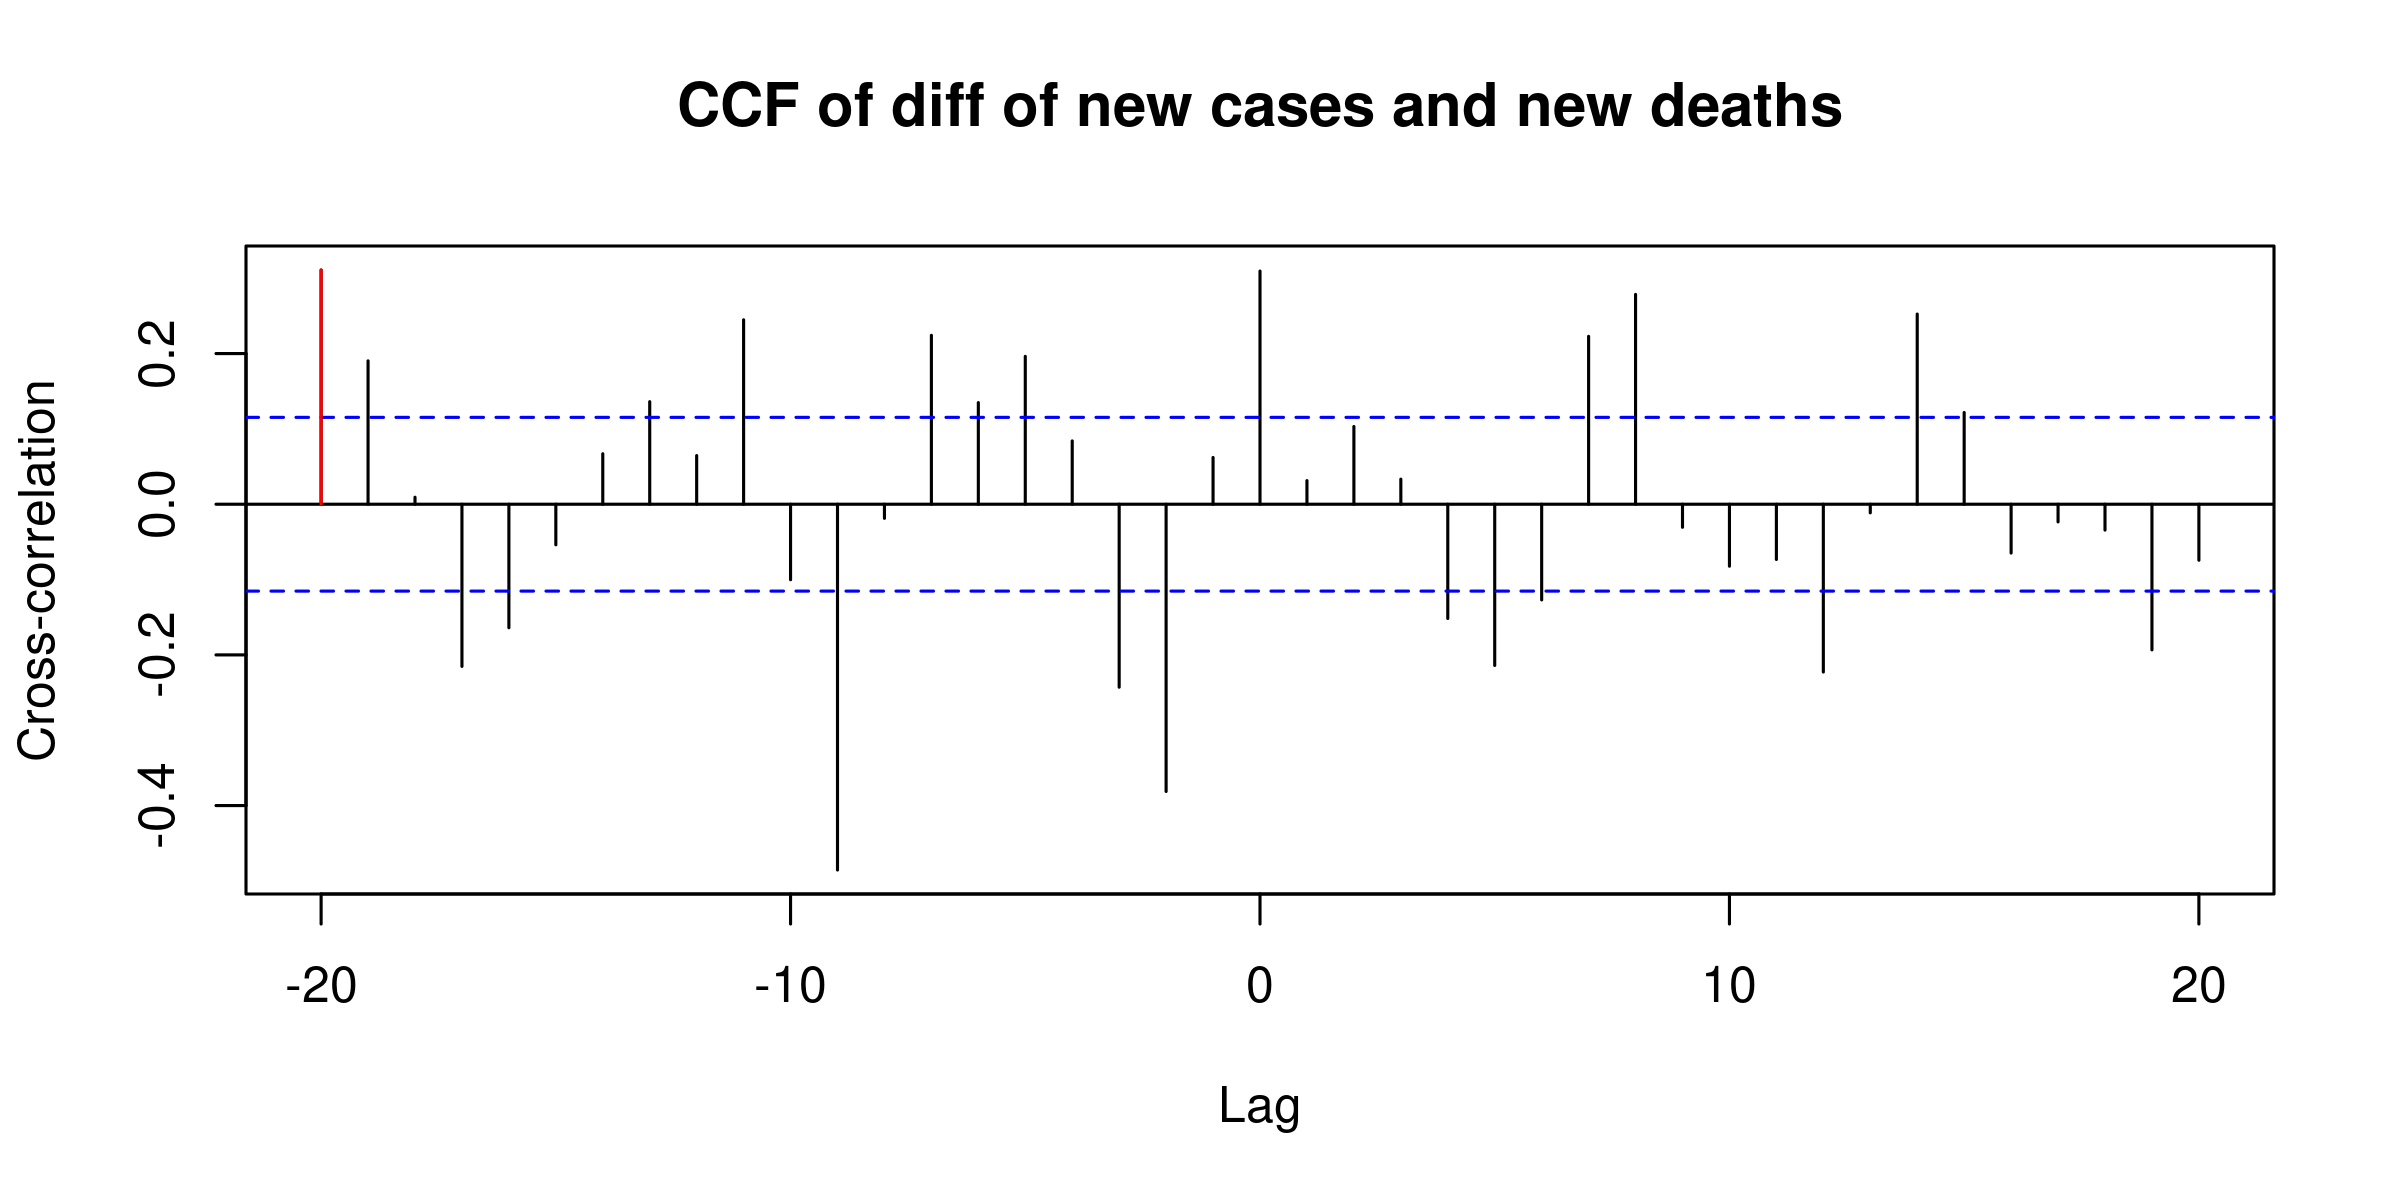 CCF of diff of new cases and new deaths
Cross-correlation
0.2
0.0
-0.2
-0.4
-20 -10 0 10 20
Lag